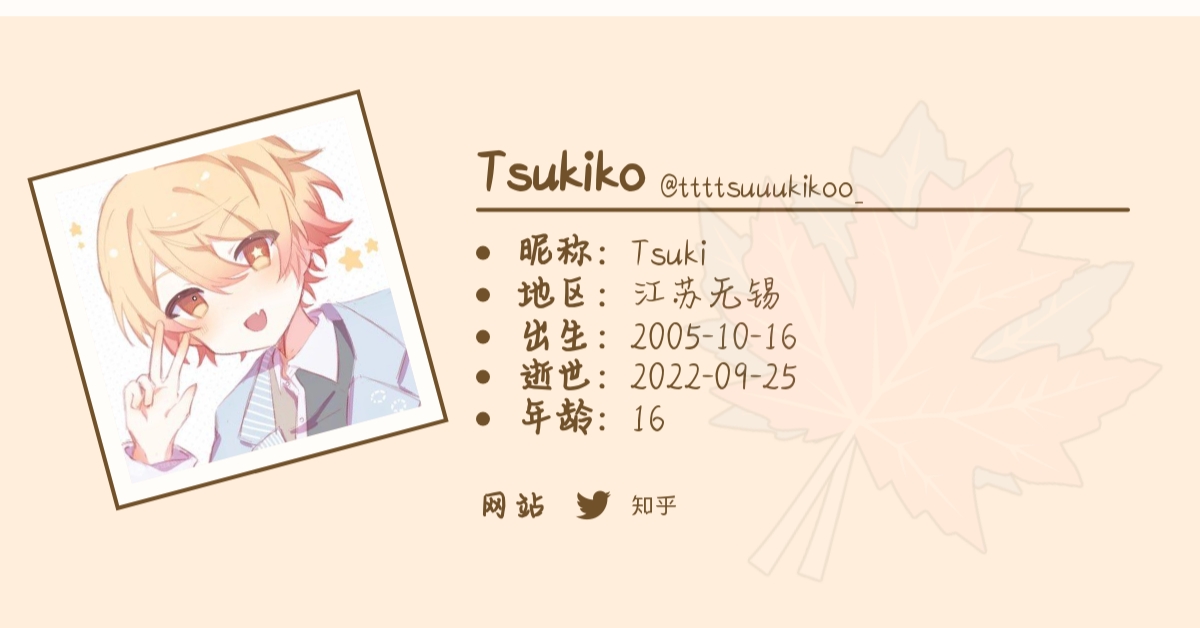 Tsukiko @ttttsuuukikoo_
昵称： Tsuki
地区： 江苏无锡
出生： 2005-10-16
逝世： 2022-09-25
年龄： 16
网站 知乎